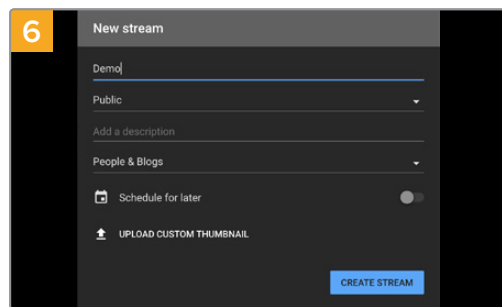 6
New stream
Demo
Public
Add a description
People & Blogs
Schedule for later
UPLOAD CUSTOM THUMBNAIL
CREATE STREAM